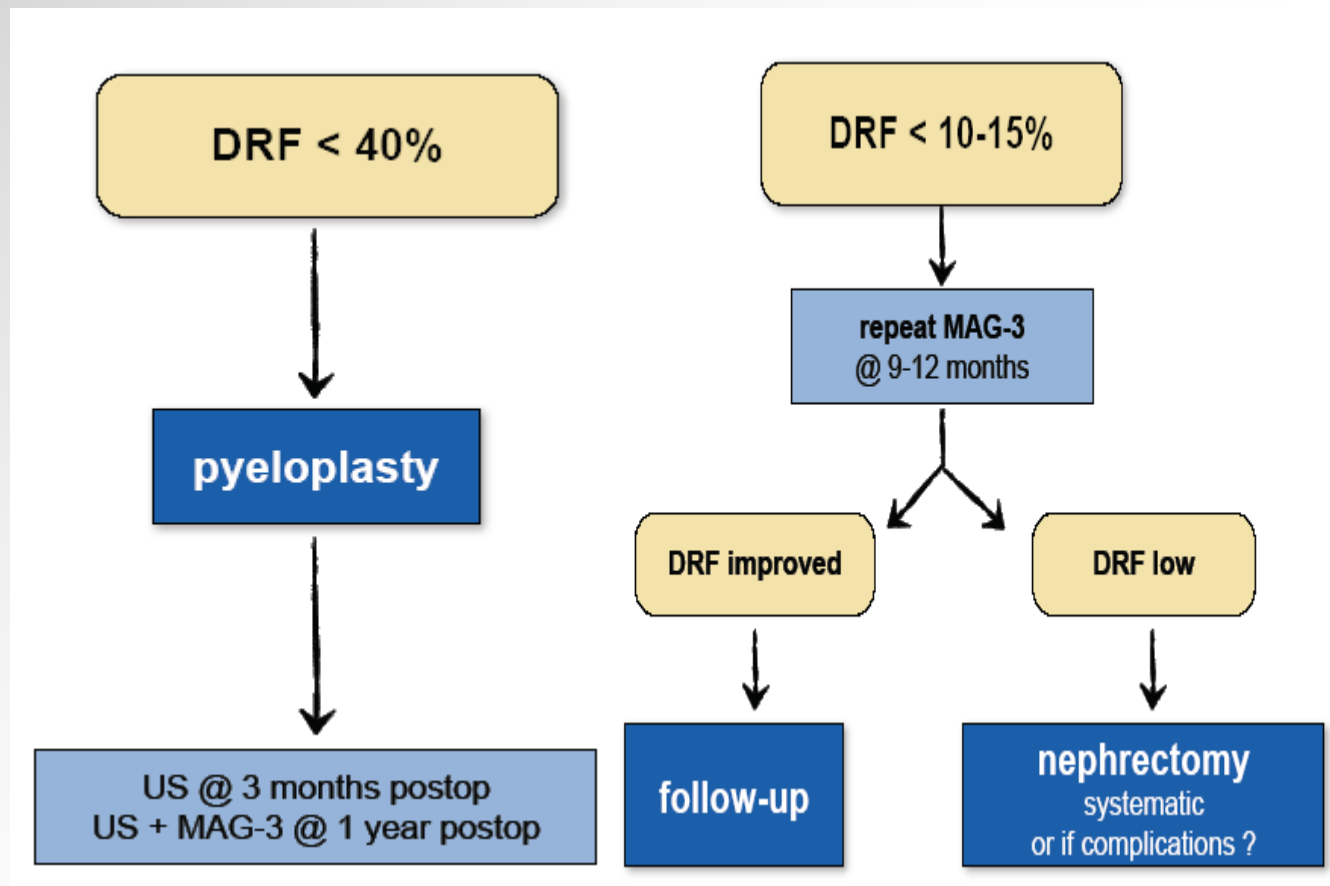 DRF < 40%
pyeloplasty
US @ 3 months postop
US + MAG-3 @ 1 year postop
DRF < 10-15%
repeat MAG-3
@ 9-12 months
DRF improved
DRF low
follow-up
nephrectomy
systematic
or if complications ?